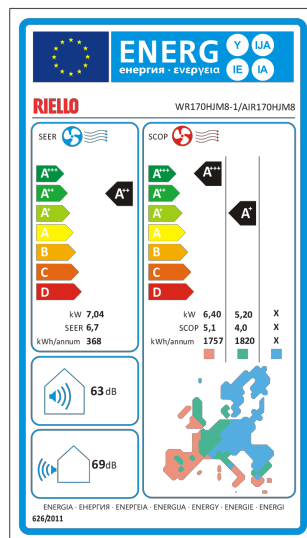 ENERG Y IJA
енергия · ενεργεια IE IA
RIELLO WR170HJM8-1/AIR170HJM8
SEER SCOP
A+++ A+++ A+++
A++ A++ A++
A+ A+ A+
A A
B B
C C
D D
kW 7,04 kW 6,40 5,20 X
SEER 6,7 SCOP 5,1 4,0 X
kWh/annum 368 kWh/annum 1757 1820 X
63 dB
69dB
ENERGIA · ЕНЕРГИЯ · ΕΝΕΡΓΕΙΑ · ENERGIJA · ENERGY · ENERGIE · ENERGI
626/2011